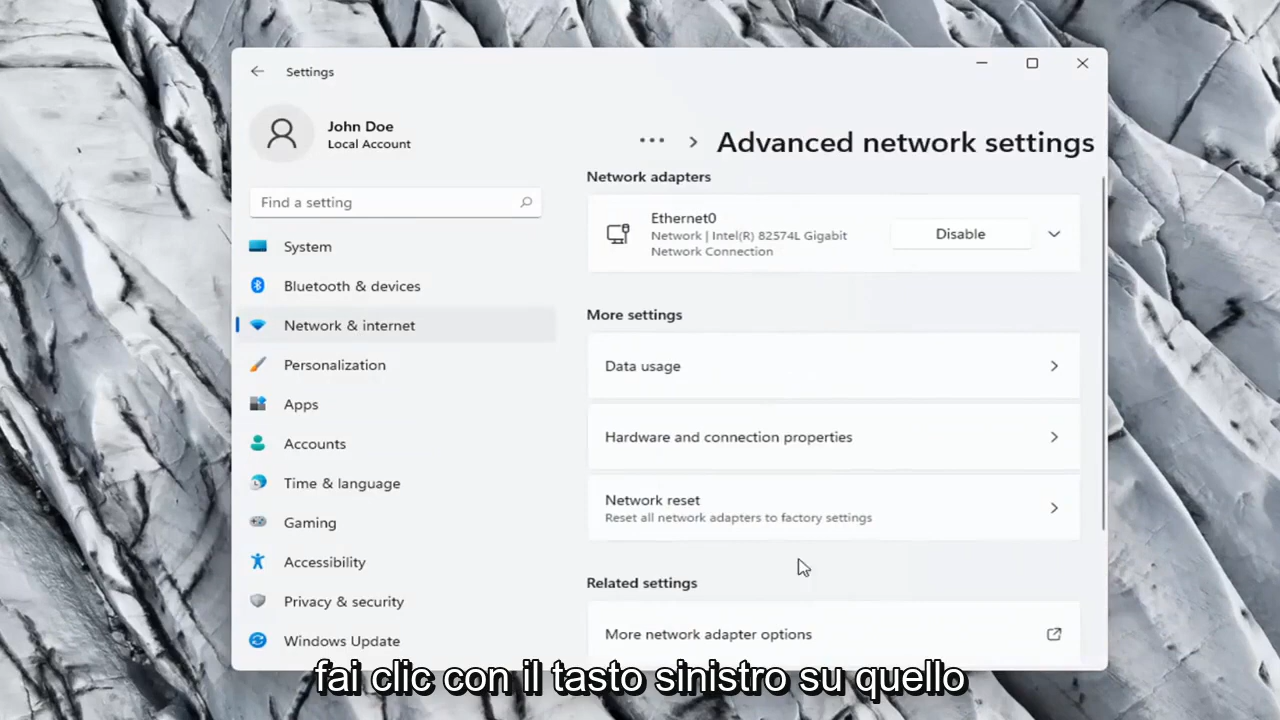 Settings
John Doe
Local Account
Find a setting
System
Bluetooth & devices
Network & internet
Personalization
Apps
Accounts
Time & language
Gaming
Accessibility
Privacy & security
Windows Update
Advanced network settings
Network adapters
Ethernet0
Network | Intel(R) 82574L Gigabit
Network Connection
Disable
More settings
Data usage
Hardware and connection properties
Network reset
Reset all network adapters to factory settings
Related settings
More network adapter options
fai clic con il tasto sinistro su quello